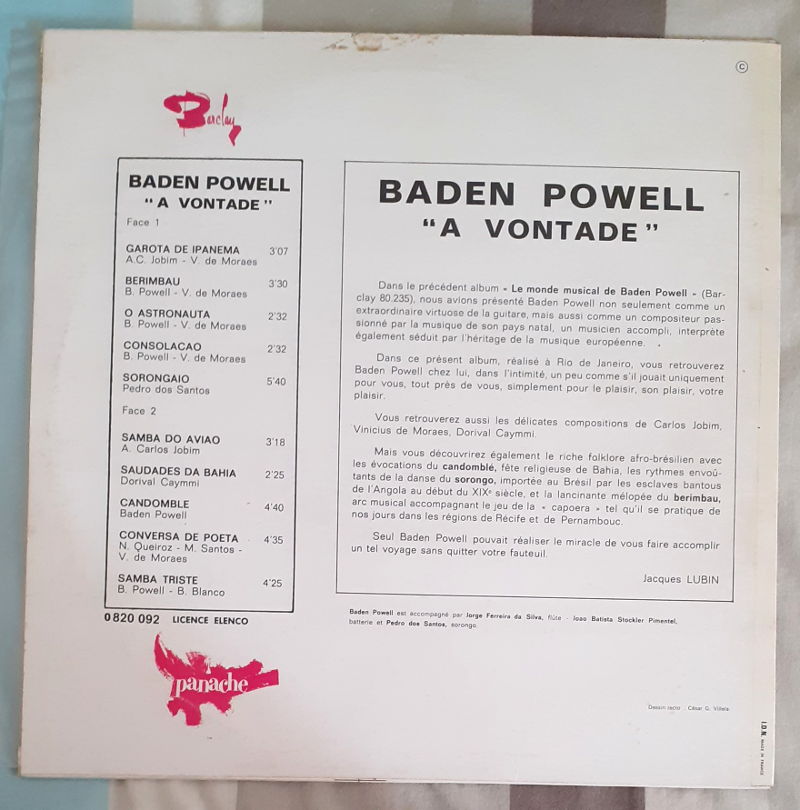 ©
Barclay
BADEN POWELL
“A VONTADE”
Face 1
GAROTA DE IPANEMA 3'07
A.C. Jobim - V. de Moraes
BERIMBAU 3'30
B. Powell - V. de Moraes
O ASTRONAUTA 2'32
B. Powell - V. de Moraes
CONSOLACAO 2'32
B. Powell - V. de Moraes
SORONGAIO 5'40
Pedro dos Santos
Face 2
SAMBA DO AVIAO 3'18
A. Carlos Jobim
SAUDADES DA BAHIA 2'25
Dorival Caymmi
CANDOMBLE 4'40
Baden Powell
CONVERSA DE POETA 4'35
N. Queiroz - M. Santos -
V. de Moraes
SAMBA TRISTE 4'25
B. Powell - B. Blanco
0820 092 LICENCE ELENCO
panache
BADEN POWELL
“A VONTADE”
Dans le précédent album « Le monde musical de Baden Powell » (Bar-
clay 80.235), nous avions présenté Baden Powell non seulement comme un
extraordinaire virtuose de la guitare, mais aussi comme un compositeur pas-
sionné par la musique de son pays natal, un musicien accompli, interprète
également séduit par l'héritage de la musique européenne.
Dans ce présent album, réalisé à Rio de Janeiro, vous retrouverez
Baden Powell chez lui, dans l'intimité, un peu comme s'il jouait uniquement
pour vous, tout près de vous, simplement pour le plaisir, son plaisir, votre
plaisir.
Vous retrouverez aussi les délicates compositions de Carlos Jobim,
Vinicius de Moraes, Dorival Caymmi.
Mais vous découvrirez également le riche folklore afro-brésilien avec
les évocations du candomblé, fête religieuse de Bahia, les rythmes envoû-
tants de la danse du sorongo, importée au Brésil par les esclaves bantous
de l'Angola au début du XIXᵉ siècle, et la lancinante mélopée du berimbau,
arc musical accompagnant le jeu de la « capoera » tel qu'il se pratique de
nos jours dans les régions de Récife et de Pernambouc.
Seul Baden Powell pouvait réaliser le miracle de vous faire accomplir
un tel voyage sans quitter votre fauteuil.
Jacques LUBIN
Baden Powell est accompagné par Jorge Ferreira da Silva, flûte - Joao Batista Stockler Pimentel,
batterie et Pedro dos Santos, sorongo.
Dessin recto : César G. Villela
I.D.N. MADE IN FRANCE